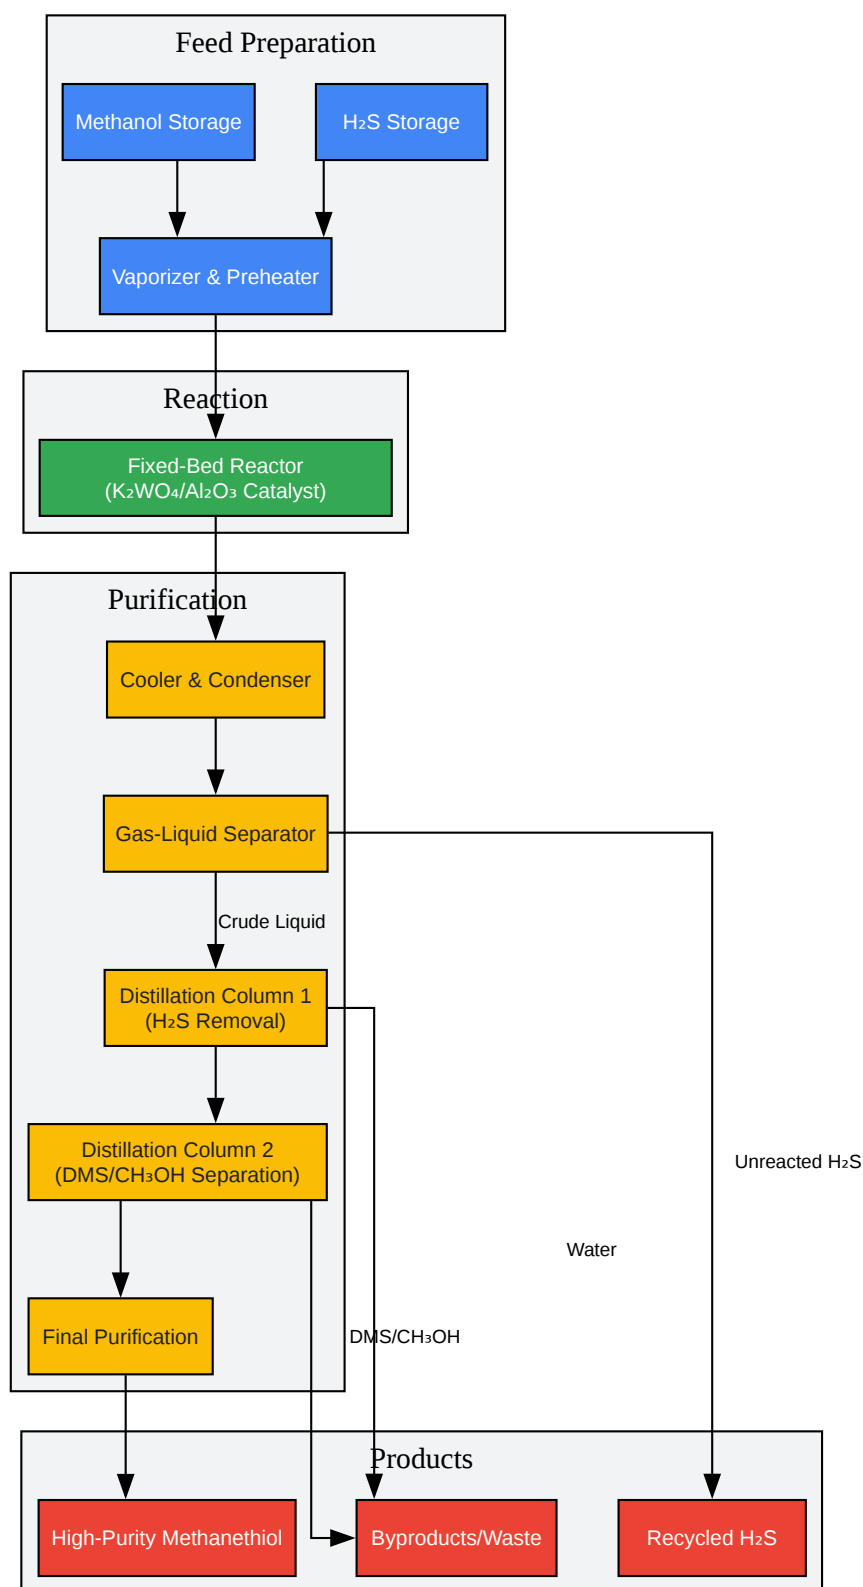 Feed Preparation
Methanol Storage
H₂S Storage
Vaporizer & Preheater
Reaction
Fixed-Bed Reactor
(K₂WO₄/Al₂O₃ Catalyst)
Purification
Cooler & Condenser
Gas-Liquid Separator
Crude Liquid
Distillation Column 1
(H₂S Removal)
Distillation Column 2
(DMS/CH₃OH Separation)
Unreacted H₂S
Water
Final Purification
DMS/CH₃OH
Products
High-Purity Methanethiol
Byproducts/Waste
Recycled H₂S